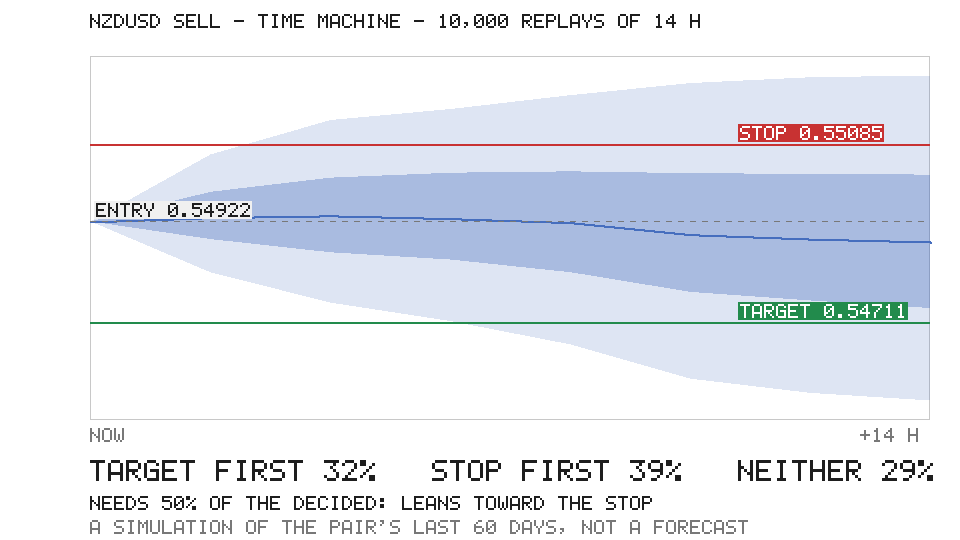 NZDUSD SELL - TIME MACHINE - 10,000 REPLAYS OF 14 H
STOP 0.55085
ENTRY 0.54922
TARGET 0.54711
NOW +14 H
TARGET FIRST 32% STOP FIRST 39% NEITHER 29%
NEEDS 50% OF THE DECIDED: LEANS TOWARD THE STOP
A SIMULATION OF THE PAIR'S LAST 60 DAYS, NOT A FORECAST